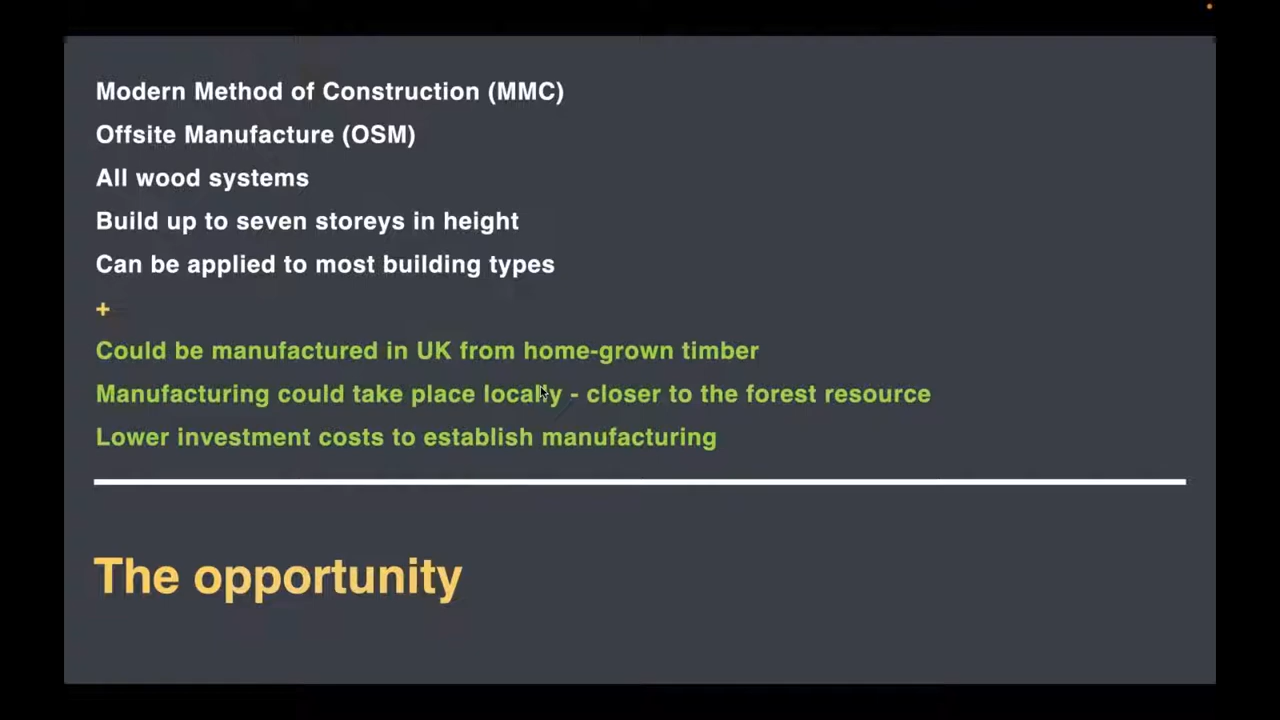 Modern Method of Construction (MMC)
Offsite Manufacture (OSM)
All wood systems
Build up to seven storeys in height
Can be applied to most building types
+
Could be manufactured in UK from home-grown timber
Manufacturing could take place locally - closer to the forest resource
Lower investment costs to establish manufacturing
The opportunity